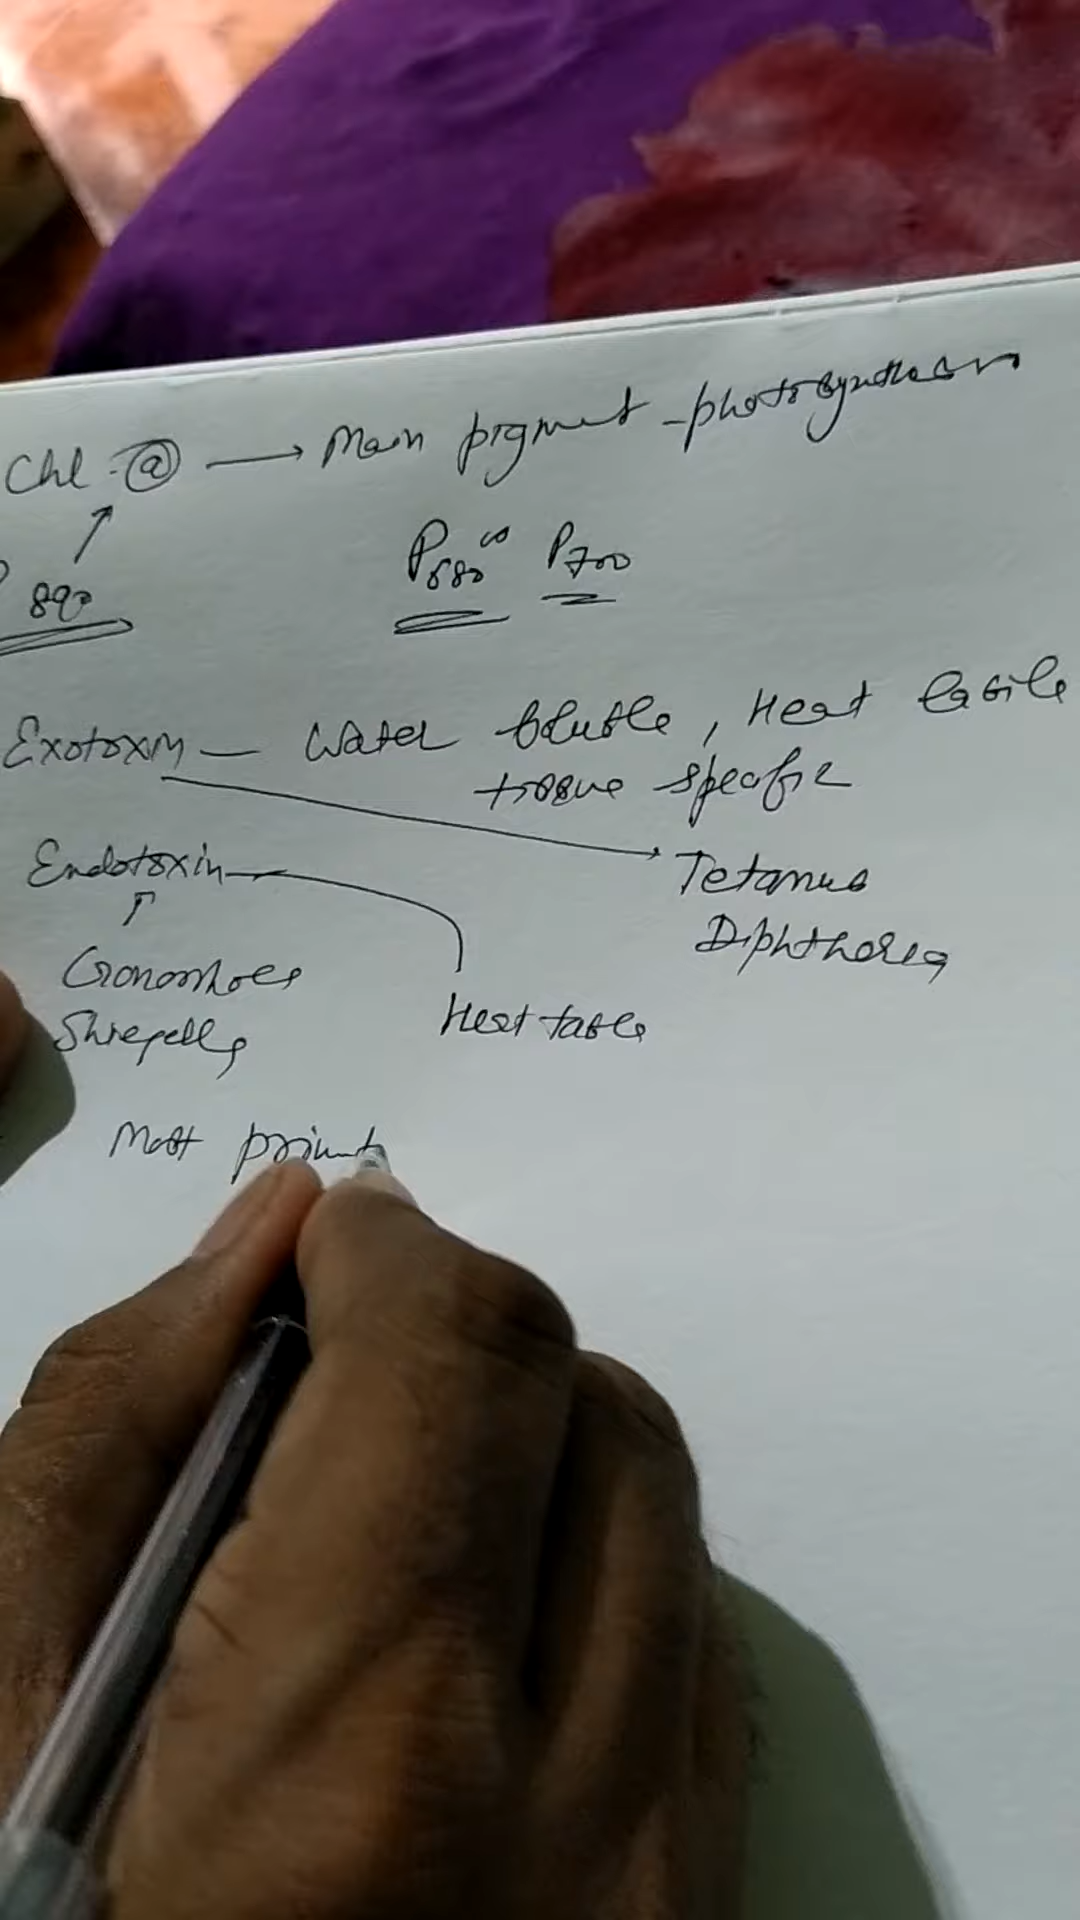 Chl-ⓐ → Main pigment - photosynthesis
P 890
P680 P700
Exotoxin — Water Soluble, Heat labile
tissue specific
Endotoxin
Tetanus
Diphtheria
Gonorrhoea
Heat table
Most primit